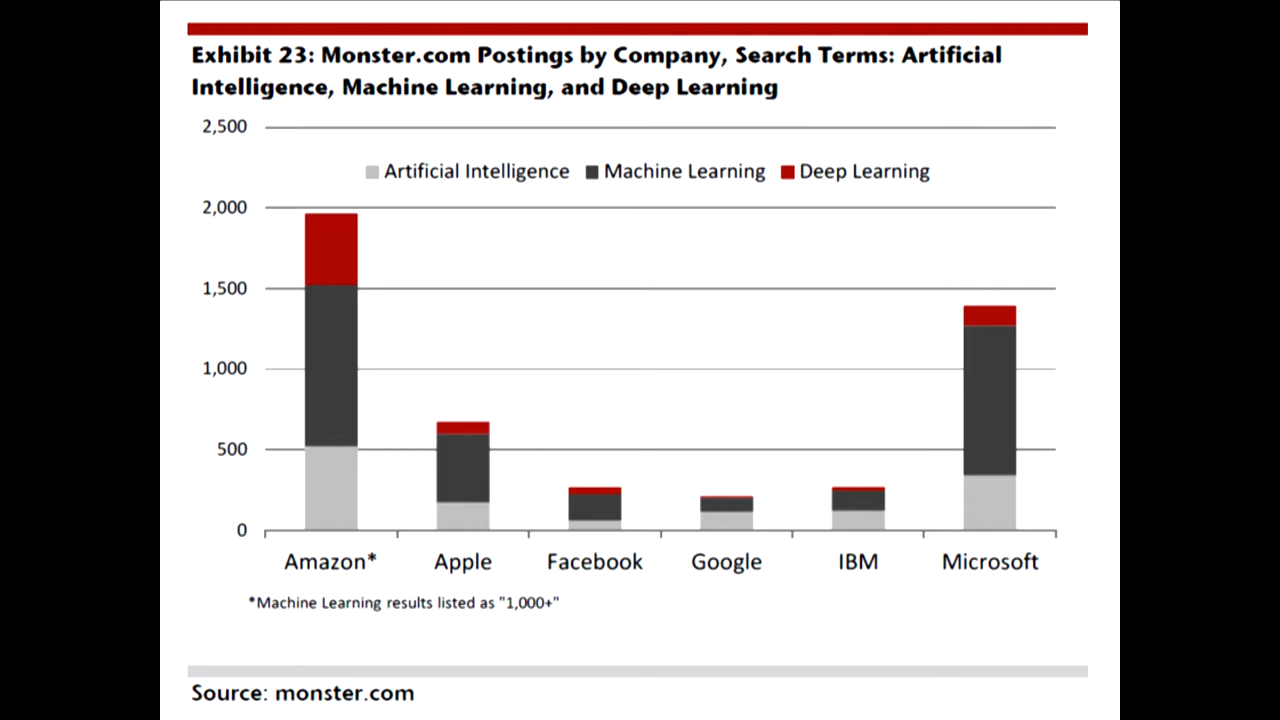 Exhibit 23: Monster.com Postings by Company, Search Terms: Artificial
Intelligence, Machine Learning, and Deep Learning
2,500
Artificial Intelligence Machine Learning Deep Learning
2,000
1,500
1,000
500
0
Amazon* Apple Facebook Google IBM Microsoft
*Machine Learning results listed as "1,000+"
Source: monster.com